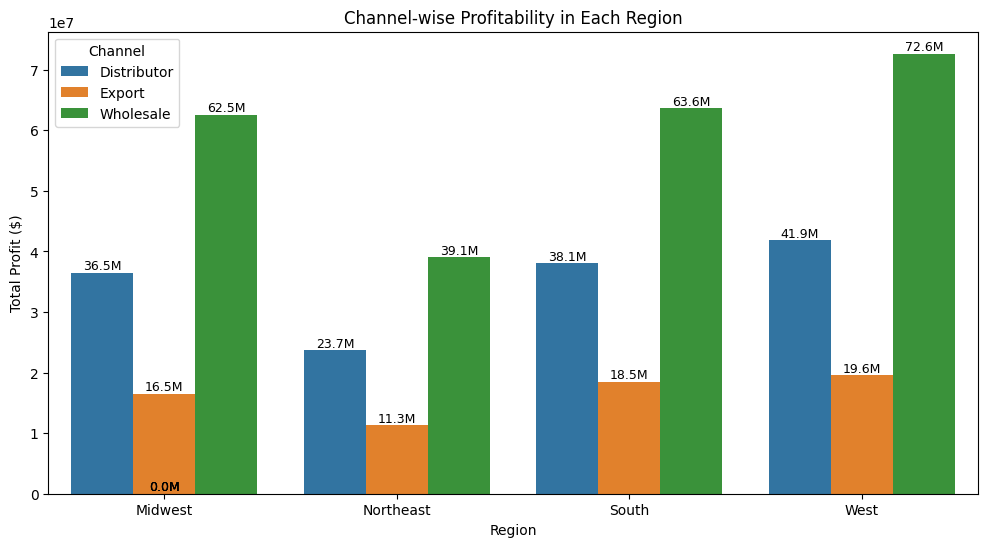 Channel-wise Profitability in Each Region
1e7
Channel
Distributor
Export
Wholesale
Total Profit ($)
7
6
5
4
3
2
1
0
36.5M
16.5M
62.5M
0.0M
23.7M
11.3M
39.1M
38.1M
18.5M
63.6M
41.9M
19.6M
72.6M
Midwest
Northeast
South
West
Region